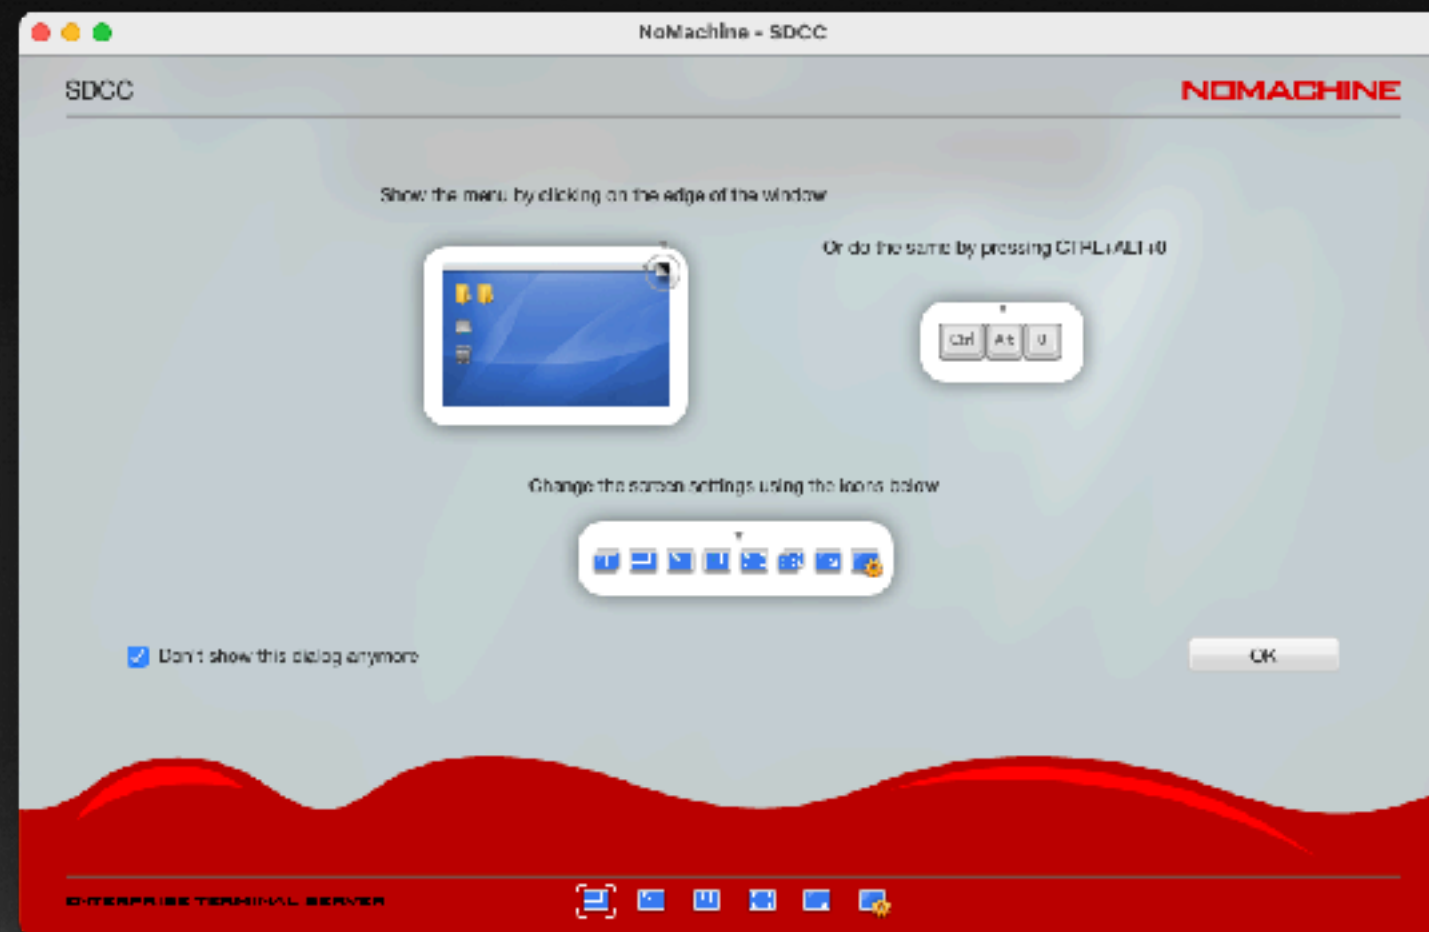 NoMachine - SDCC
SDCC
NOMACHINE
Show the menu by clicking on the edge of the window
Or do the same by pressing CTRL+ALT+0
Ctrl Alt 0
Change the screen settings using the icons below
Don't show this dialog anymore
OK
ENTERPRISE TERMINAL SERVER